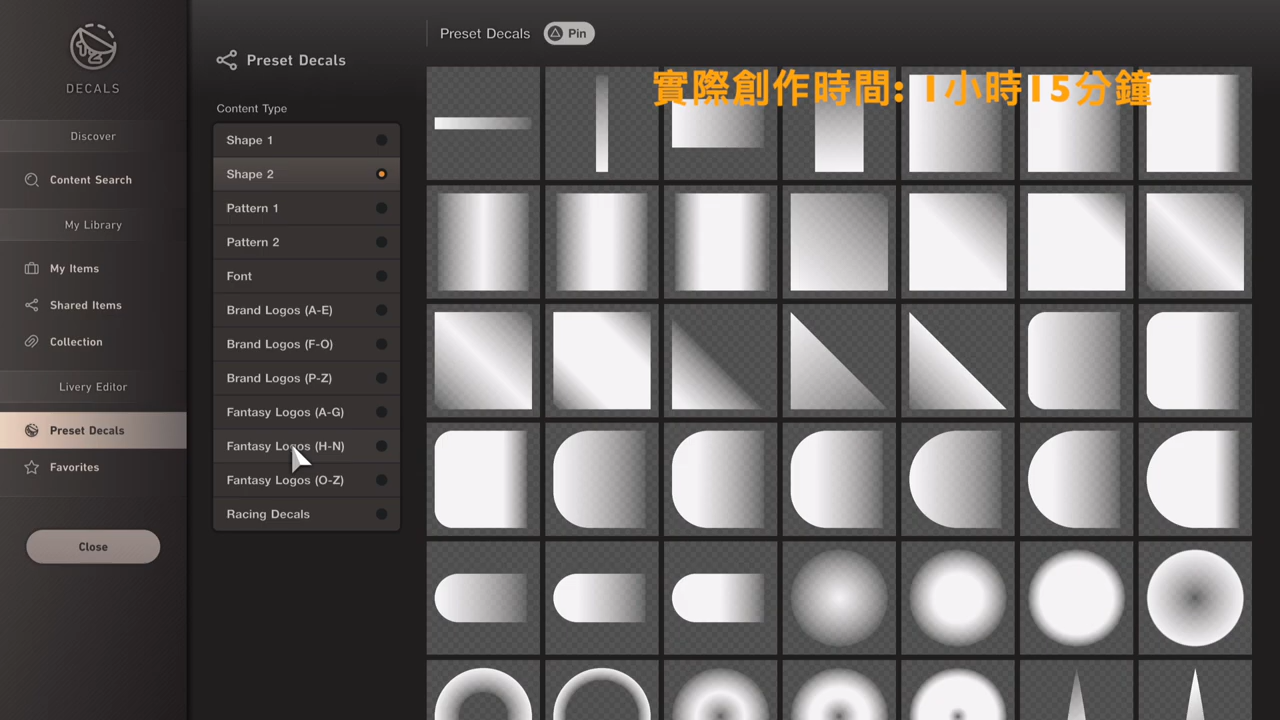 DECALS
Discover
Content Search
My Library
My Items
Shared Items
Collection
Livery Editor
Preset Decals
Favorites
Close
Preset Decals
Content Type
Shape 1
Shape 2
Pattern 1
Pattern 2
Font
Brand Logos (A-E)
Brand Logos (F-O)
Brand Logos (P-Z)
Fantasy Logos (A-G)
Fantasy Logos (H-N)
Fantasy Logos (O-Z)
Racing Decals
Preset Decals Pin
實際創作時間: 1小時15分鐘